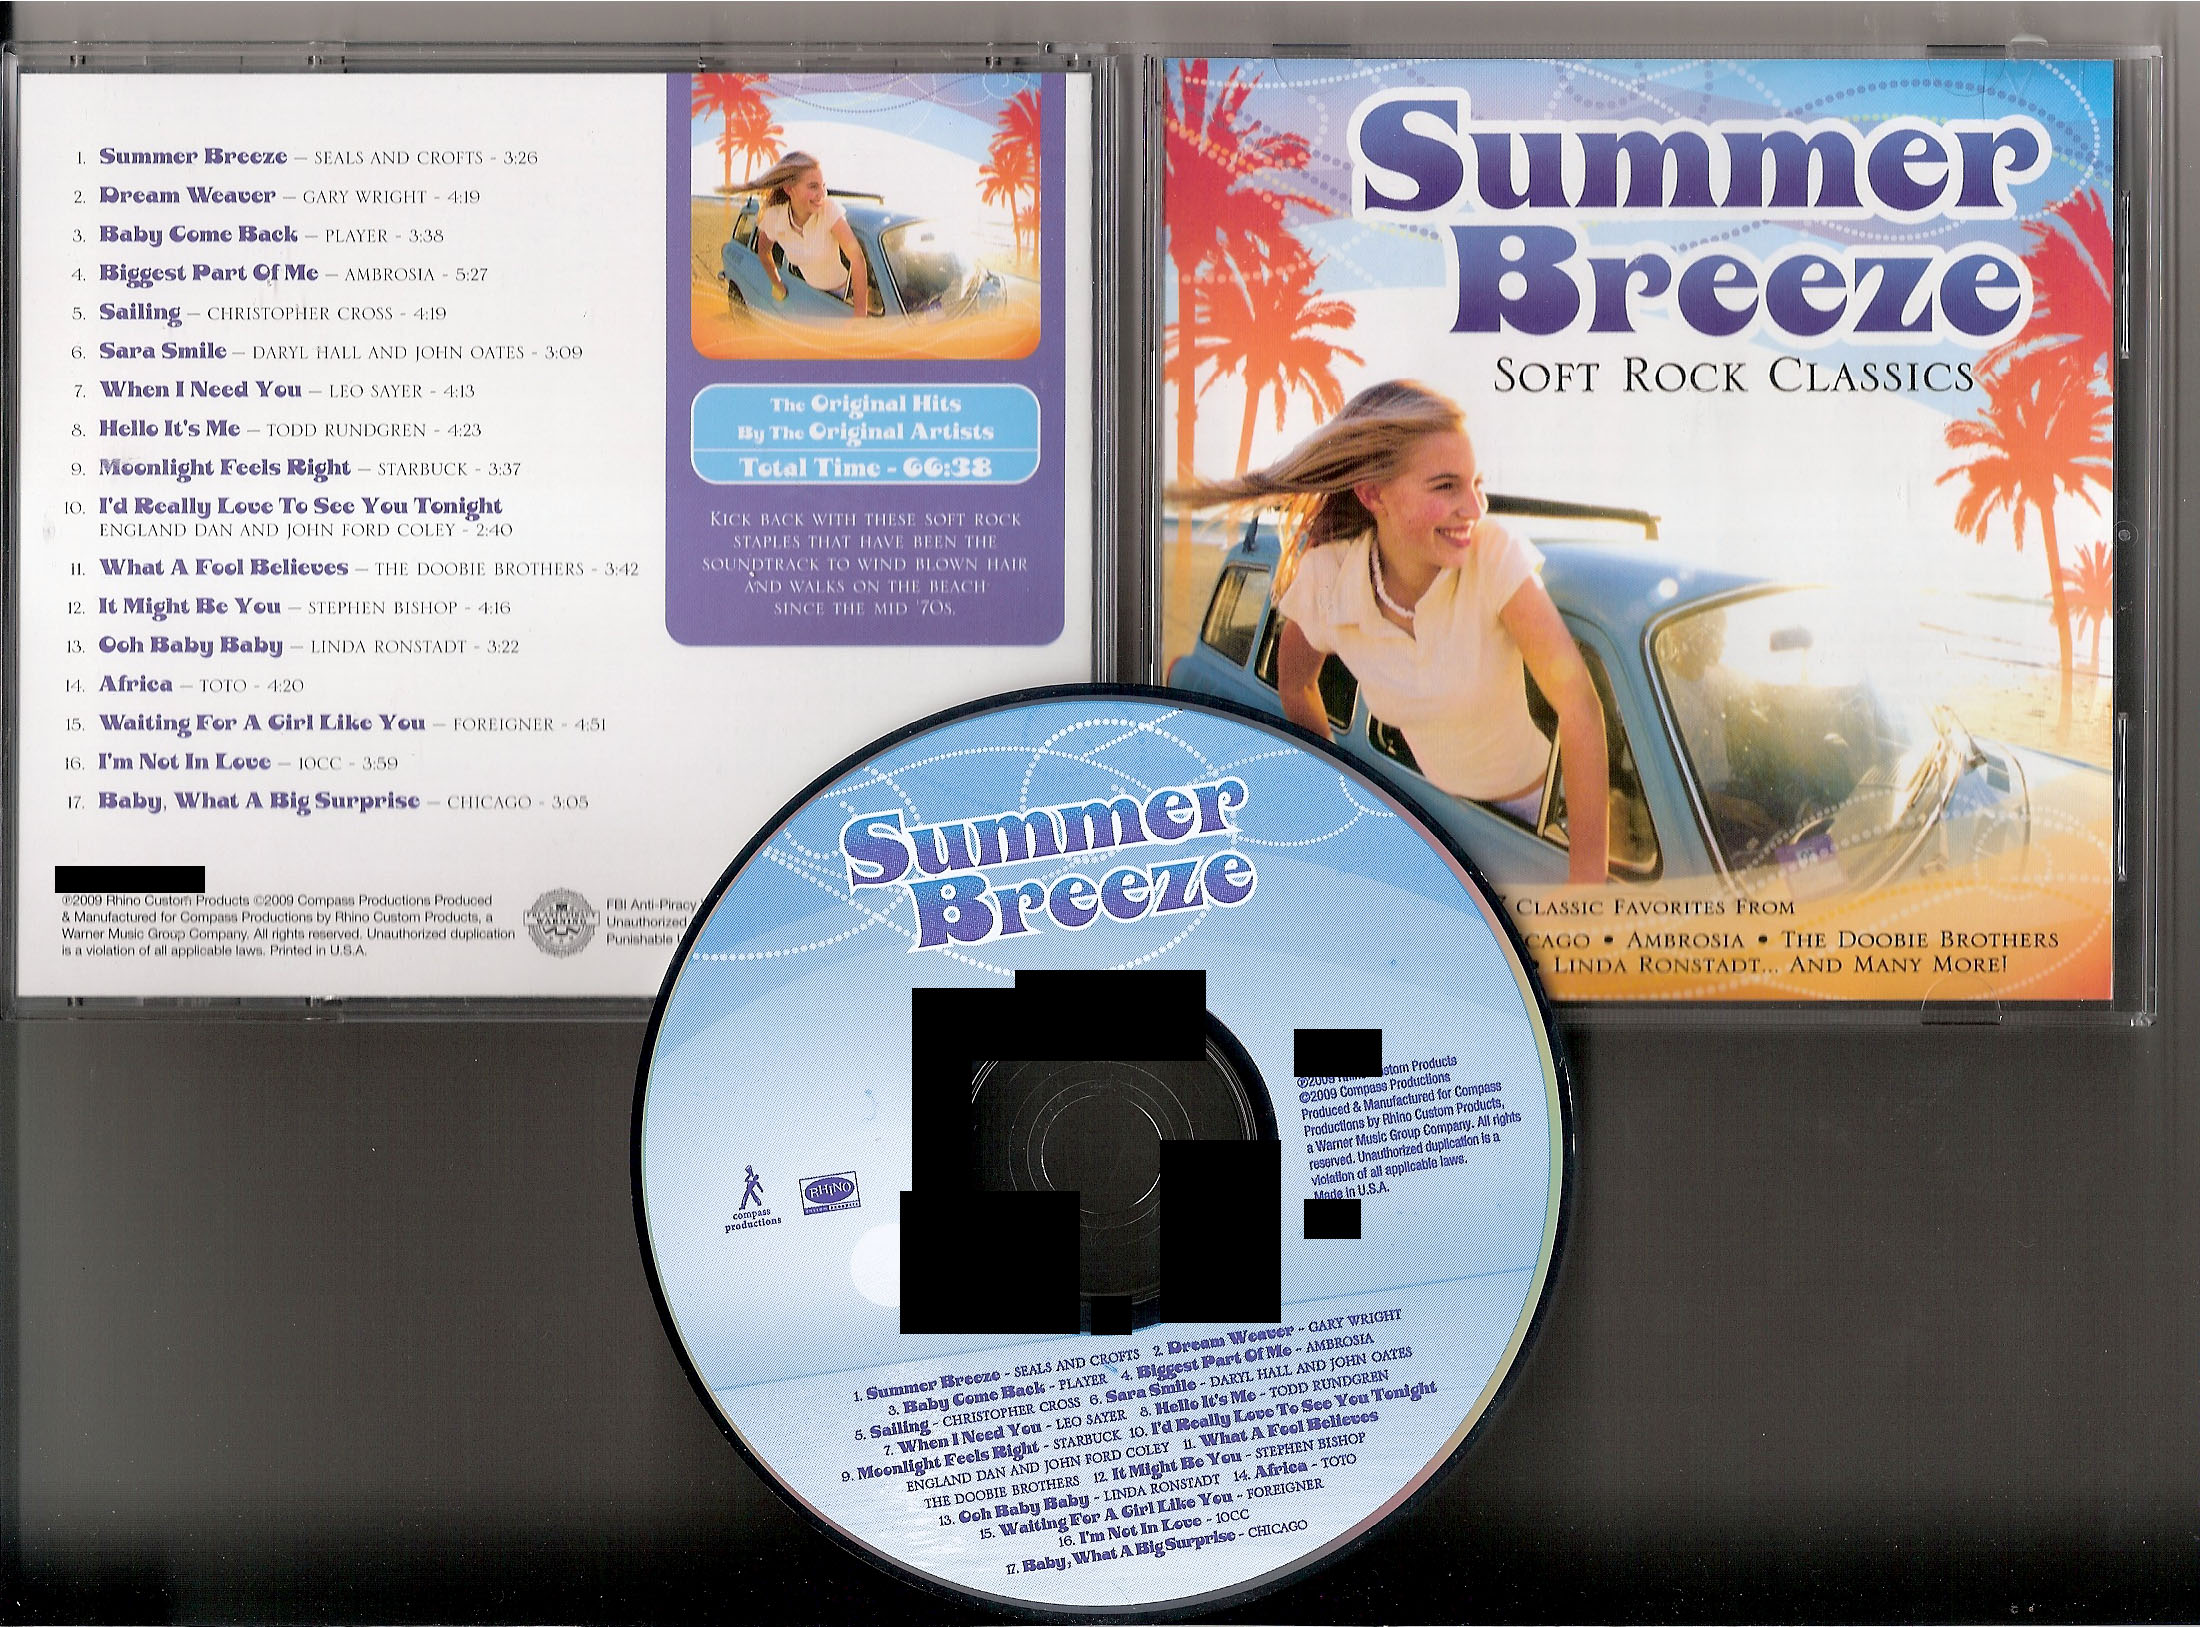 1. Summer Breeze – SEALS AND CROFTS - 3:26
2. Dream Weaver – GARY WRIGHT - 4:19
3. Baby Come Back – PLAYER - 3:38
4. Biggest Part Of Me – AMBROSIA - 5:27
5. Sailing – CHRISTOPHER CROSS - 4:19
6. Sara Smile – DARYL HALL AND JOHN OATES - 3:09
7. When I Need You – LEO SAYER - 4:13
8. Hello It's Me – TODD RUNDGREN - 4:23
9. Moonlight Feels Right – STARBUCK - 3:37
10. I'd Really Love To See You Tonight
ENGLAND DAN AND JOHN FORD COLEY - 2:40
11. What A Fool Believes – THE DOOBIE BROTHERS - 3:42
12. It Might Be You – STEPHEN BISHOP - 4:16
13. Ooh Baby Baby – LINDA RONSTADT - 3:22
14. Africa – TOTO - 4:20
15. Waiting For A Girl Like You – FOREIGNER - 4:51
16. I'm Not In Love – 10CC - 3:59
17. Baby, What A Big Surprise – CHICAGO - 3:05
℗2009 Rhino Custom Products ©2009 Compass Productions Produced
& Manufactured for Compass Productions by Rhino Custom Products, a
Warner Music Group Company. All rights reserved. Unauthorized duplication
is a violation of all applicable laws. Printed in U.S.A.
FBI Anti-Piracy
Unauthorized
Punishable
The Original Hits
By The Original Artists
Total Time - 66:38
KICK BACK WITH THESE SOFT ROCK
STAPLES THAT HAVE BEEN THE
SOUNDTRACK TO WIND BLOWN HAIR
AND WALKS ON THE BEACH
SINCE THE MID '70S.
Summer
Breeze
SOFT ROCK CLASSICS
7 CLASSIC FAVORITES FROM
CAGO • AMBROSIA • THE DOOBIE BROTHERS
• LINDA RONSTADT... AND MANY MORE!
Summer
Breeze
compass
productions
RHINO
℗2009 stom Products
©2009 Compass Productions
Produced & Manufactured for Compass
Productions by Rhino Custom Products,
a Warner Music Group Company. All rights
reserved. Unauthorized duplication is a
violation of all applicable laws.
Made in U.S.A.
1. Summer Breeze - SEALS AND CROFTS 2. Dream Weaver - GARY WRIGHT
3. Baby Come Back - PLAYER 4. Biggest Part Of Me - AMBROSIA
5. Sailing - CHRISTOPHER CROSS 6. Sara Smile - DARYL HALL AND JOHN OATES
7. When I Need You - LEO SAYER 8. Hello It's Me - TODD RUNDGREN
9. Moonlight Feels Right - STARBUCK 10. I'd Really Love To See You Tonight
ENGLAND DAN AND JOHN FORD COLEY 11. What A Fool Believes
THE DOOBIE BROTHERS 12. It Might Be You - STEPHEN BISHOP
13. Ooh Baby Baby - LINDA RONSTADT 14. Africa - TOTO
15. Waiting For A Girl Like You - FOREIGNER
16. I'm Not In Love - 10CC
17. Baby, What A Big Surprise - CHICAGO